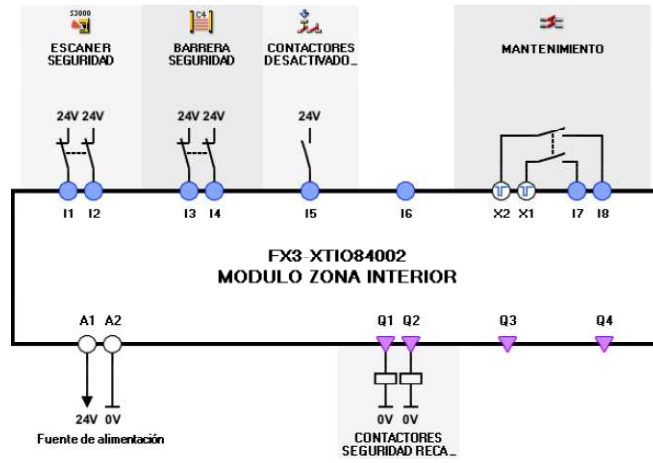 S3000
C4
ESCANER
SEGURIDAD
BARRERA
SEGURIDAD
CONTACTORES
DESACTIVADO...
MANTENIMIENTO
24V 24V
24V 24V
24V
I1 I2
I3 I4
I5
I6
X2 X1
I7 I8
FX3-XTIO84002
MODULO ZONA INTERIOR
A1 A2
Q1 Q2
Q3
Q4
24V 0V
0V 0V
Fuente de alimentación
CONTACTORES
SEGURIDAD RECA...